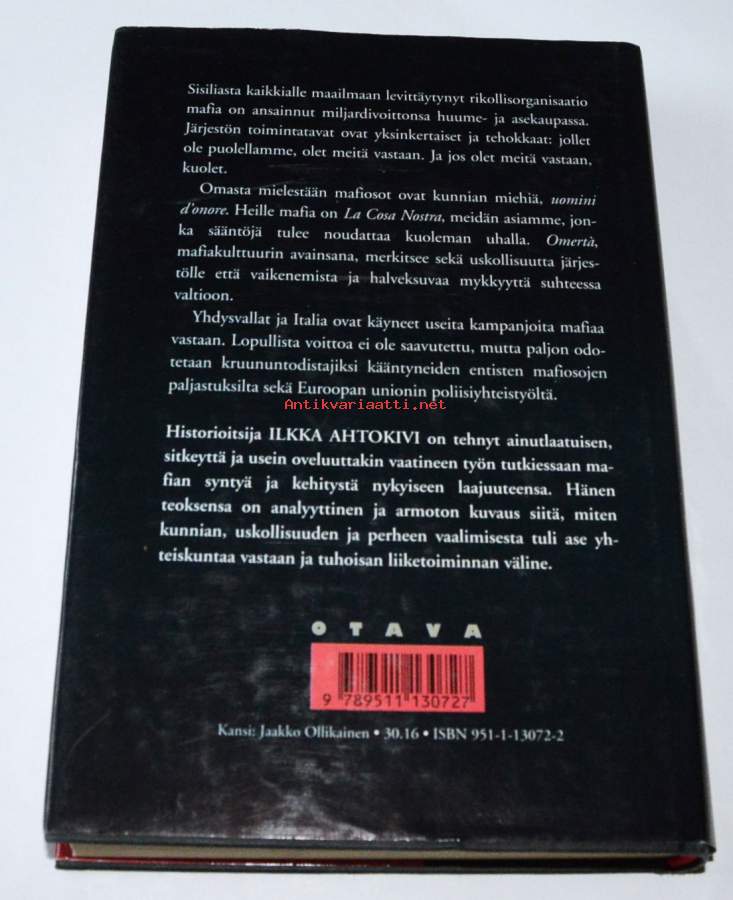 Sisiliasta kaikkialle maailmaan levittäytynyt rikollisorganisaatio
mafia on ansainnut miljardivoittonsa huume- ja asekaupassa.
Järjestön toimintatavat ovat yksinkertaiset ja tehokkaat: jollet
ole puolellamme, olet meitä vastaan. Ja jos olet meitä vastaan,
kuolet.
Omasta mielestään mafiosot ovat kunnian miehiä, uomini
d'onore. Heille mafia on La Cosa Nostra, meidän asiamme, jon-
ka sääntöjä tulee noudattaa kuoleman uhalla. Omertà,
mafiakulttuurin avainsana, merkitsee sekä uskollisuutta järjes-
tölle että vaikenemista ja halveksuvaa mykkyyttä suhteessa
valtioon.
Yhdysvallat ja Italia ovat käyneet useita kampanjoita mafiaa
vastaan. Lopullista voittoa ei ole saavutettu, mutta paljon odo-
tetaan kruununtodistajiksi kääntyneiden entisten mafiosojen
paljastuksilta sekä Euroopan unionin poliisiyhteistyöltä.
Antikvariaatti.net
Historioitsija ILKKA AHTOKIVI on tehnyt ainutlaatuisen,
sitkeyttä ja usein oveluuttakin vaatineen työn tutkiessaan ma-
fian syntyä ja kehitystä nykyiseen laajuuteensa. Hänen
teoksensa on analyyttinen ja armoton kuvaus siitä, miten
kunnian, uskollisuuden ja perheen vaalimisesta tuli ase yh-
teiskuntaa vastaan ja tuhoisan liiketoiminnan väline.
OTAVA
9 789511 130727
Kansi: Jaakko Ollikainen • 30.16 • ISBN 951-1-13072-2